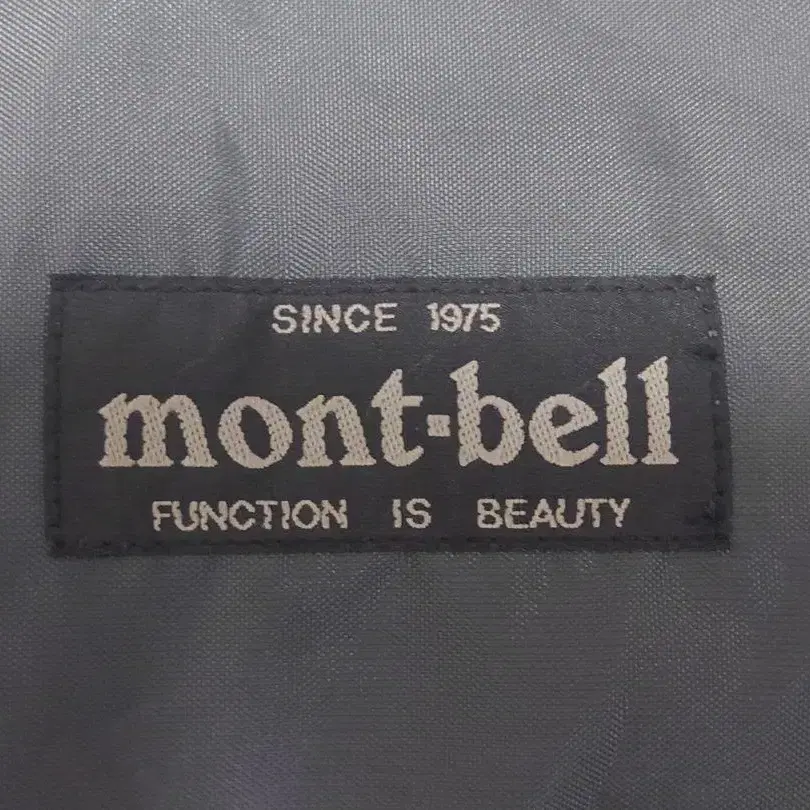 SINCE 1975
mont-bell
FUNCTION IS BEAUTY